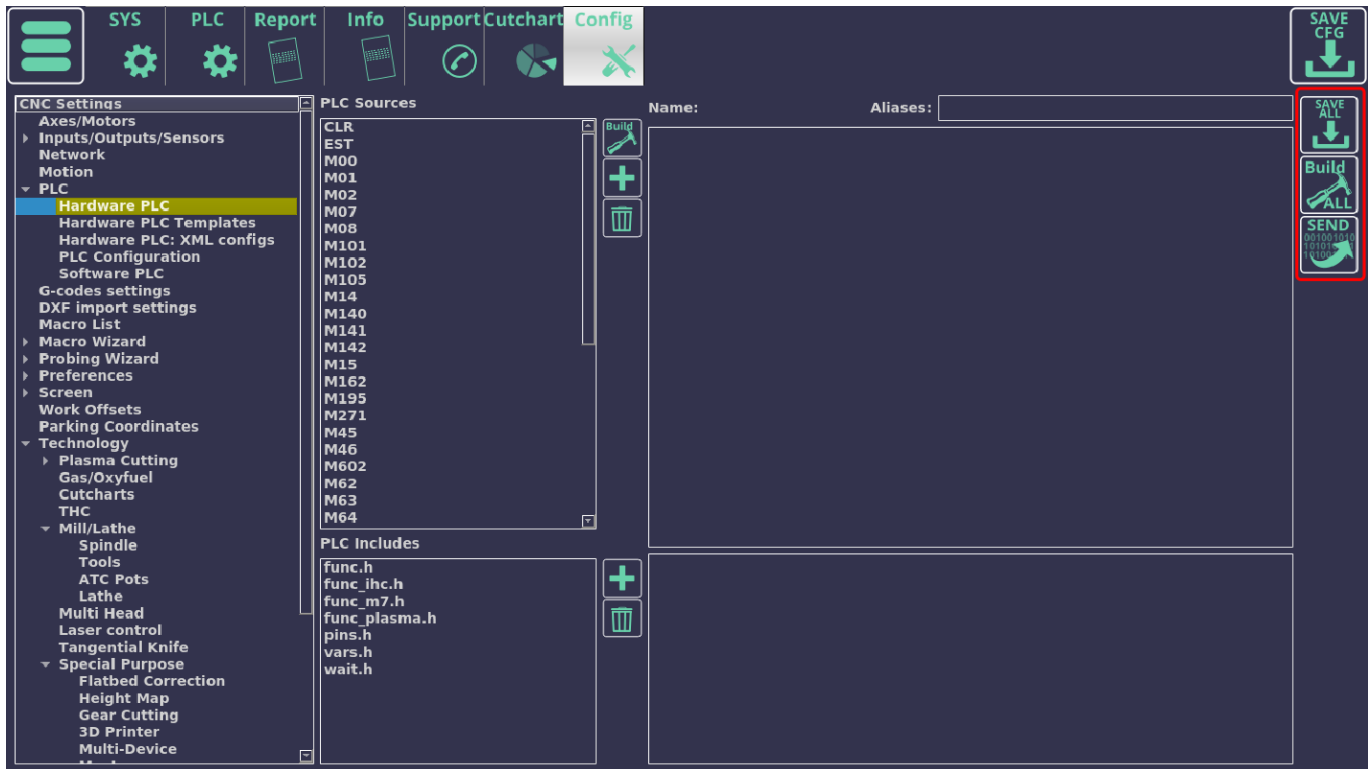 SYS
PLC
Report
Info
Support
Cutchart
Config
SAVE
CFG
CNC Settings
Axes/Motors
Inputs/Outputs/Sensors
Network
Motion
PLC
Hardware PLC
Hardware PLC Templates
Hardware PLC: XML configs
PLC Configuration
Software PLC
G-codes settings
DXF import settings
Macro List
Macro Wizard
Probing Wizard
Preferences
Screen
Work Offsets
Parking Coordinates
Technology
Plasma Cutting
Gas/Oxyfuel
Cutcharts
THC
Mill/Lathe
Spindle
Tools
ATC Pots
Lathe
Multi Head
Laser control
Tangential Knife
Special Purpose
Flatbed Correction
Height Map
Gear Cutting
3D Printer
Multi-Device
PLC Sources
CLR
EST
M00
M01
M02
M07
M08
M101
M102
M105
M14
M140
M141
M142
M15
M162
M195
M271
M45
M46
M602
M62
M63
M64
Build
PLC Includes
func.h
func_ihc.h
func_m7.h
func_plasma.h
pins.h
vars.h
wait.h
Name:
Aliases:
SAVE
ALL
Build
ALL
SEND